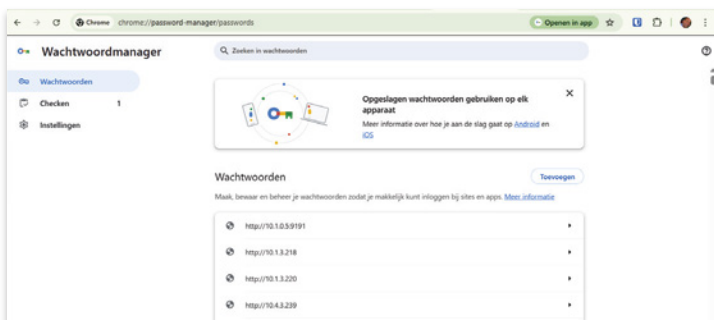 Chrome chrome://password-manager/passwords Openen in app
Wachtwoordmanager
Zoeken in wachtwoorden
Wachtwoorden
Checken 1
Instellingen
Opgeslagen wachtwoorden gebruiken op elk
apparaat
Meer informatie over hoe je aan de slag gaat op Android en
iOS
Wachtwoorden
Toevoegen
Maak, bewaar en beheer je wachtwoorden zodat je makkelijk kunt inloggen bij sites en apps. Meer informatie
http://10.1.0.5:9191
http://10.1.3.218
http://10.1.3.220
http://10.4.3.239